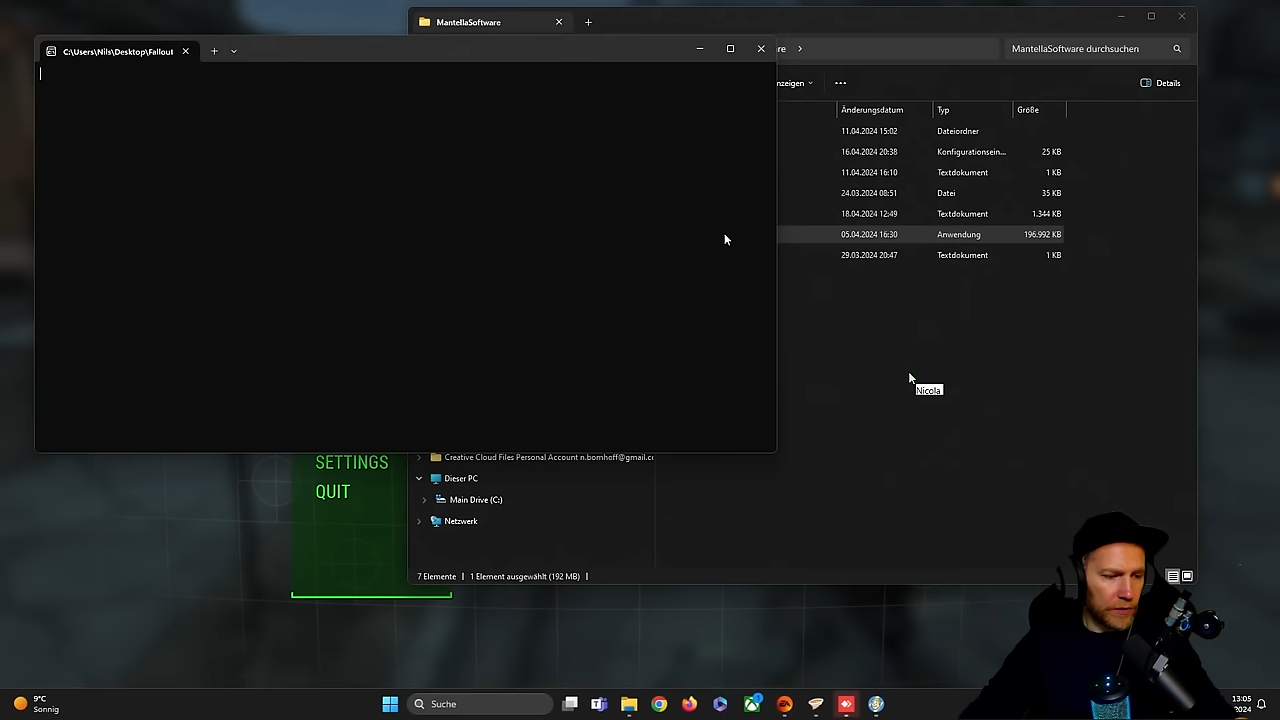 MantellaSoftware
C:\Users\Nils\Desktop\Fallout
re
MantellaSoftware durchsuchen
nzeigen
Details
Änderungsdatum Typ Größe
11.04.2024 15:02 Dateiordner
16.04.2024 20:38 Konfigurationsein... 25 KB
11.04.2024 16:10 Textdokument 1 KB
24.03.2024 08:51 Datei 35 KB
18.04.2024 12:49 Textdokument 1.344 KB
05.04.2024 16:30 Anwendung 196.992 KB
29.03.2024 20:47 Textdokument 1 KB
Nicola
SETTINGS
QUIT
Creative Cloud Files Personal Account n.bomhoff@gmail.c
Dieser PC
Main Drive (C:)
Netzwerk
7 Elemente 1 Element ausgewählt (192 MB)
9°C
Sonnig
Suche
13:05
2024